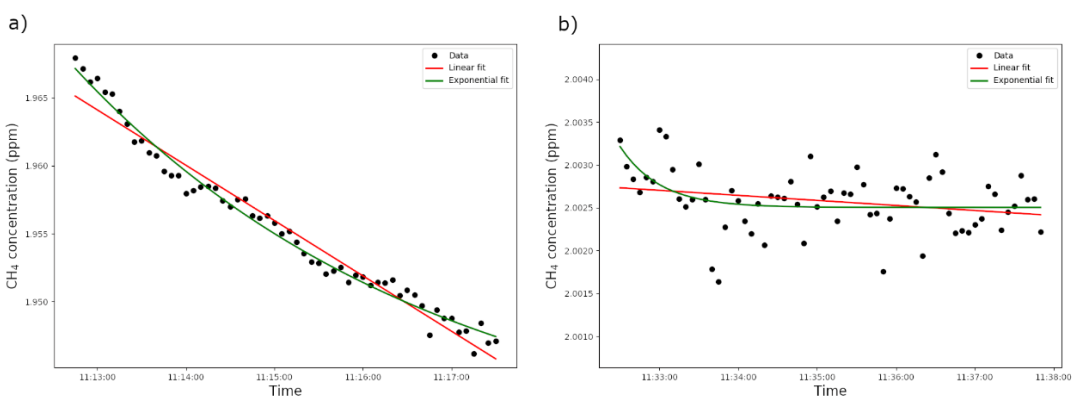 a)
Data
Linear fit
Exponential fit
1.965
1.960
1.955
1.950
CH₄ concentration (ppm)
11:13:00 11:14:00 11:15:00 11:16:00 11:17:00
Time
b)
Data
Linear fit
Exponential fit
2.0040
2.0035
2.0030
2.0025
2.0020
2.0015
2.0010
CH₄ concentration (ppm)
11:33:00 11:34:00 11:35:00 11:36:00 11:37:00 11:38:00
Time